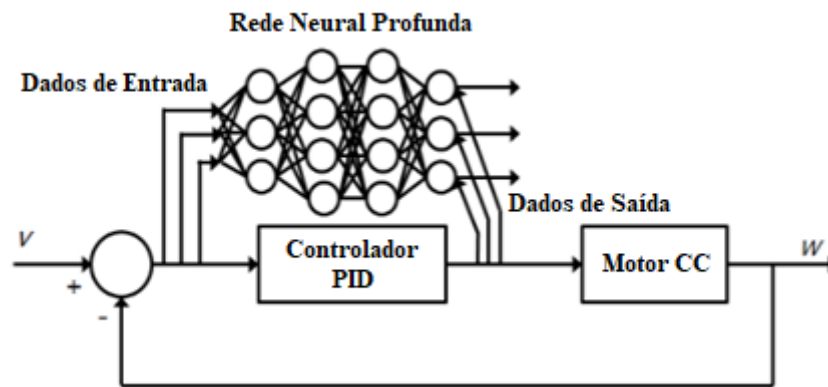 Rede Neural Profunda
Dados de Entrada
Dados de Saída
V
+
-
Controlador
PID
Motor CC
W